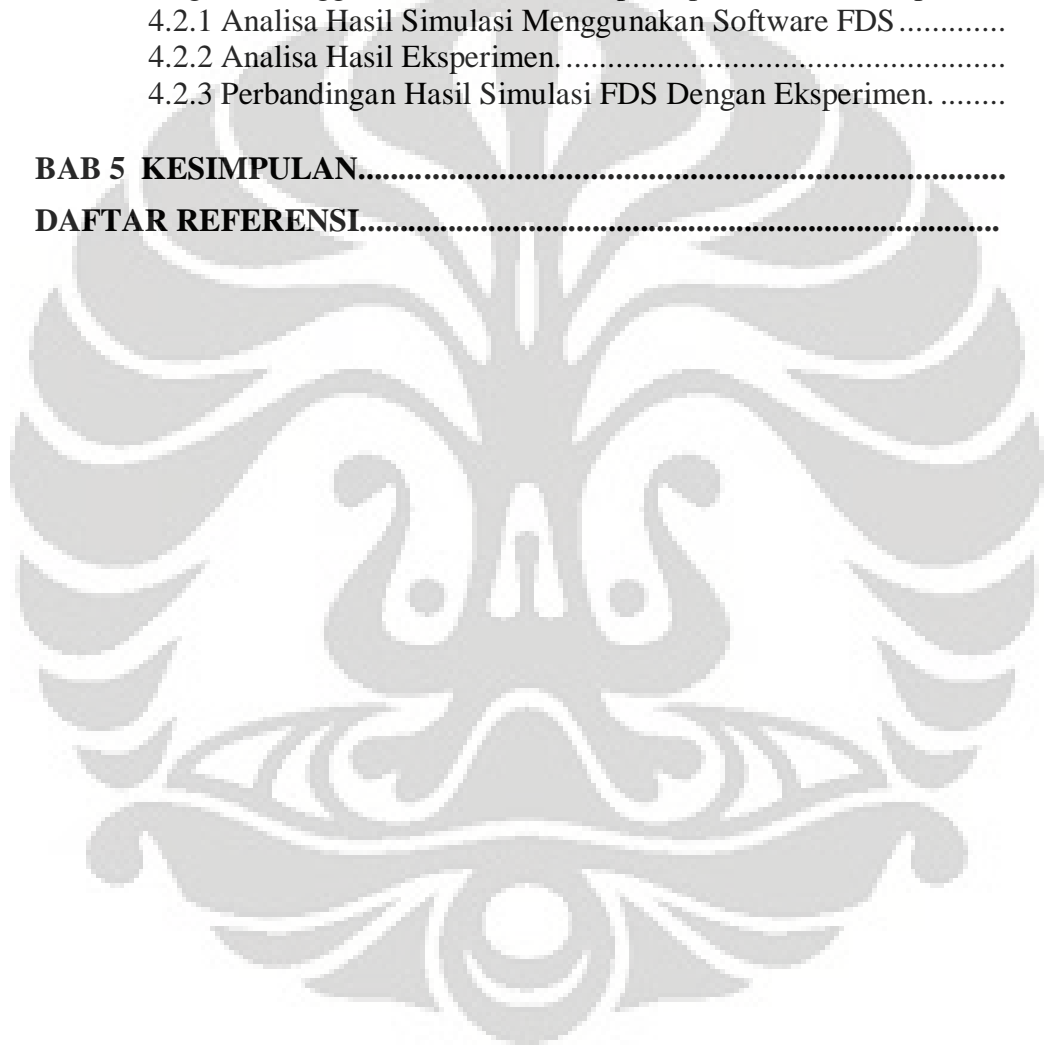 4.2.1 Analisa Hasil Simulasi Menggunakan Software FDS.............
4.2.2 Analisa Hasil Eksperimen........................................................
4.2.3 Perbandingan Hasil Simulasi FDS Dengan Eksperimen. ........
BAB 5 KESIMPULAN................................................................................
DAFTAR REFERENSI...............................................................................